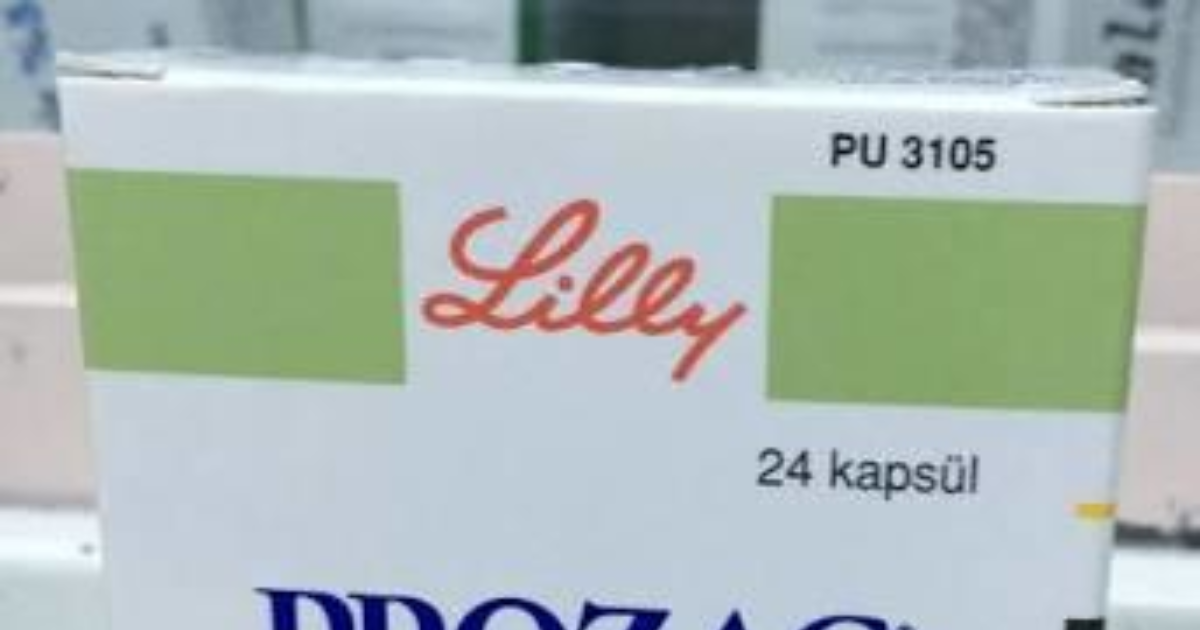 PU 3105
Lilly
24 kapsül
PROZAC